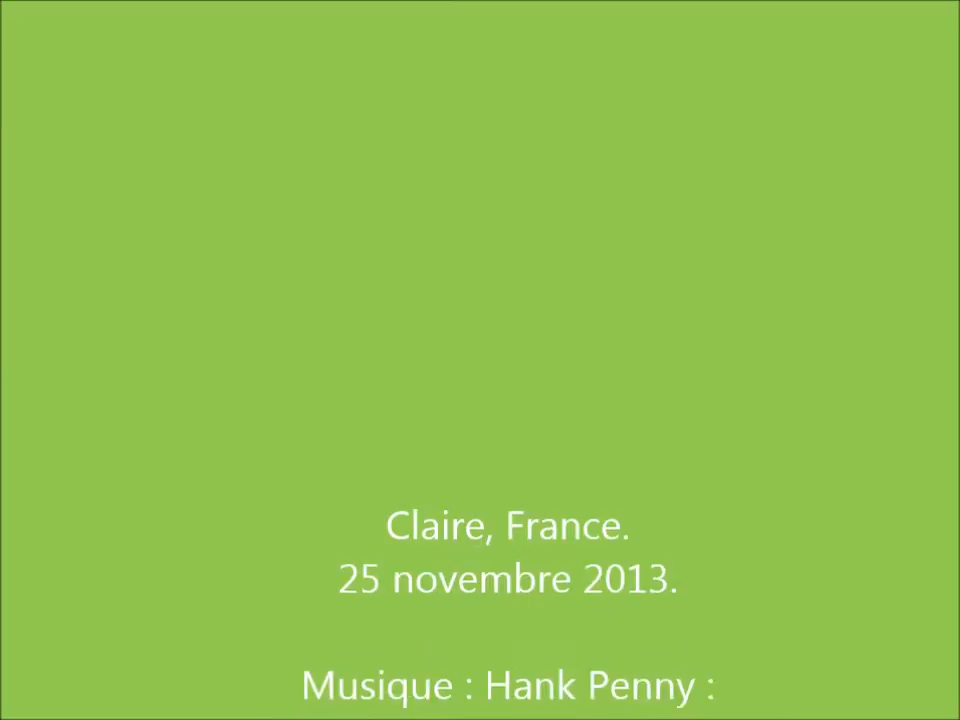 Claire, France.
25 novembre 2013.
Musique : Hank Penny :